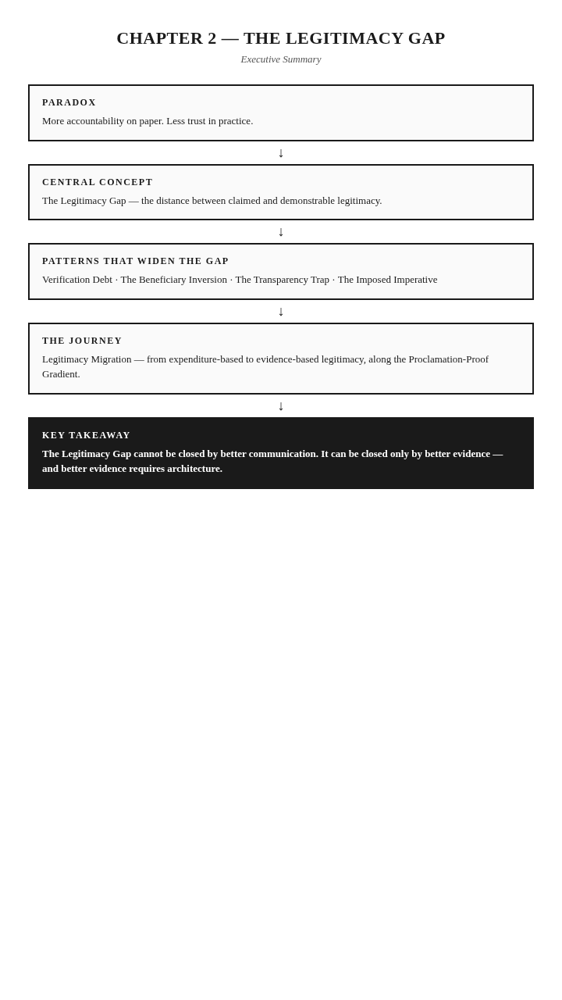 CHAPTER 2 — THE LEGITIMACY GAP
Executive Summary
PARADOX
More accountability on paper. Less trust in practice.
↓
CENTRAL CONCEPT
The Legitimacy Gap — the distance between claimed and demonstrable legitimacy.
↓
PATTERNS THAT WIDEN THE GAP
Verification Debt · The Beneficiary Inversion · The Transparency Trap · The Imposed Imperative
↓
THE JOURNEY
Legitimacy Migration — from expenditure-based to evidence-based legitimacy, along the Proclamation-Proof
Gradient.
↓
KEY TAKEAWAY
The Legitimacy Gap cannot be closed by better communication. It can be closed only by better evidence —
and better evidence requires architecture.